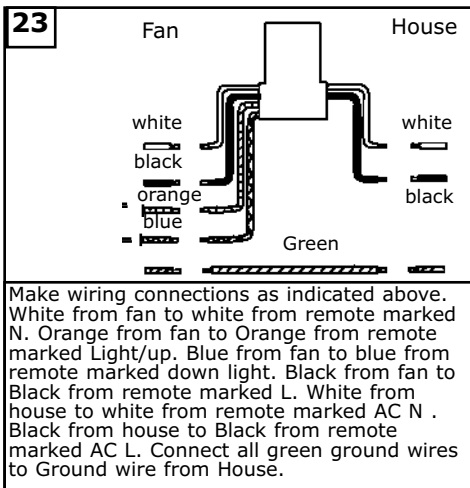 23
Fan
House
white
black
orange
blue
white
black
Green
Make wiring connections as indicated above.
White from fan to white from remote marked
N. Orange from fan to Orange from remote
marked Light/up. Blue from fan to blue from
remote marked down light. Black from fan to
Black from remote marked L. White from
house to white from remote marked AC N .
Black from house to Black from remote
marked AC L. Connect all green ground wires
to Ground wire from House.